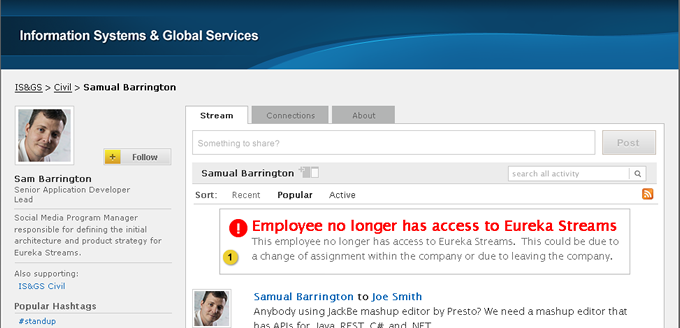 Information Systems & Global Services
IS&GS > Civil > Samual Barrington
Follow
Sam Barrington
Senior Application Developer
Lead
Social Media Program Manager
responsible for defining the initial
architecture and product strategy for
Eureka Streams.
Also supporting:
IS&GS Civil
Popular Hashtags
#standup
Stream Connections About
Something to share? Post
Samual Barrington search all activity
Sort: Recent Popular Active
Employee no longer has access to Eureka Streams
This employee no longer has access to Eureka Streams. This could be due to
1 a change of assignment within the company or due to leaving the company.
Samual Barrington to Joe Smith
Anybody using JackBe mashup editor by Presto? We need a mashup editor that
has APIs for Java, REST, C# and .NET